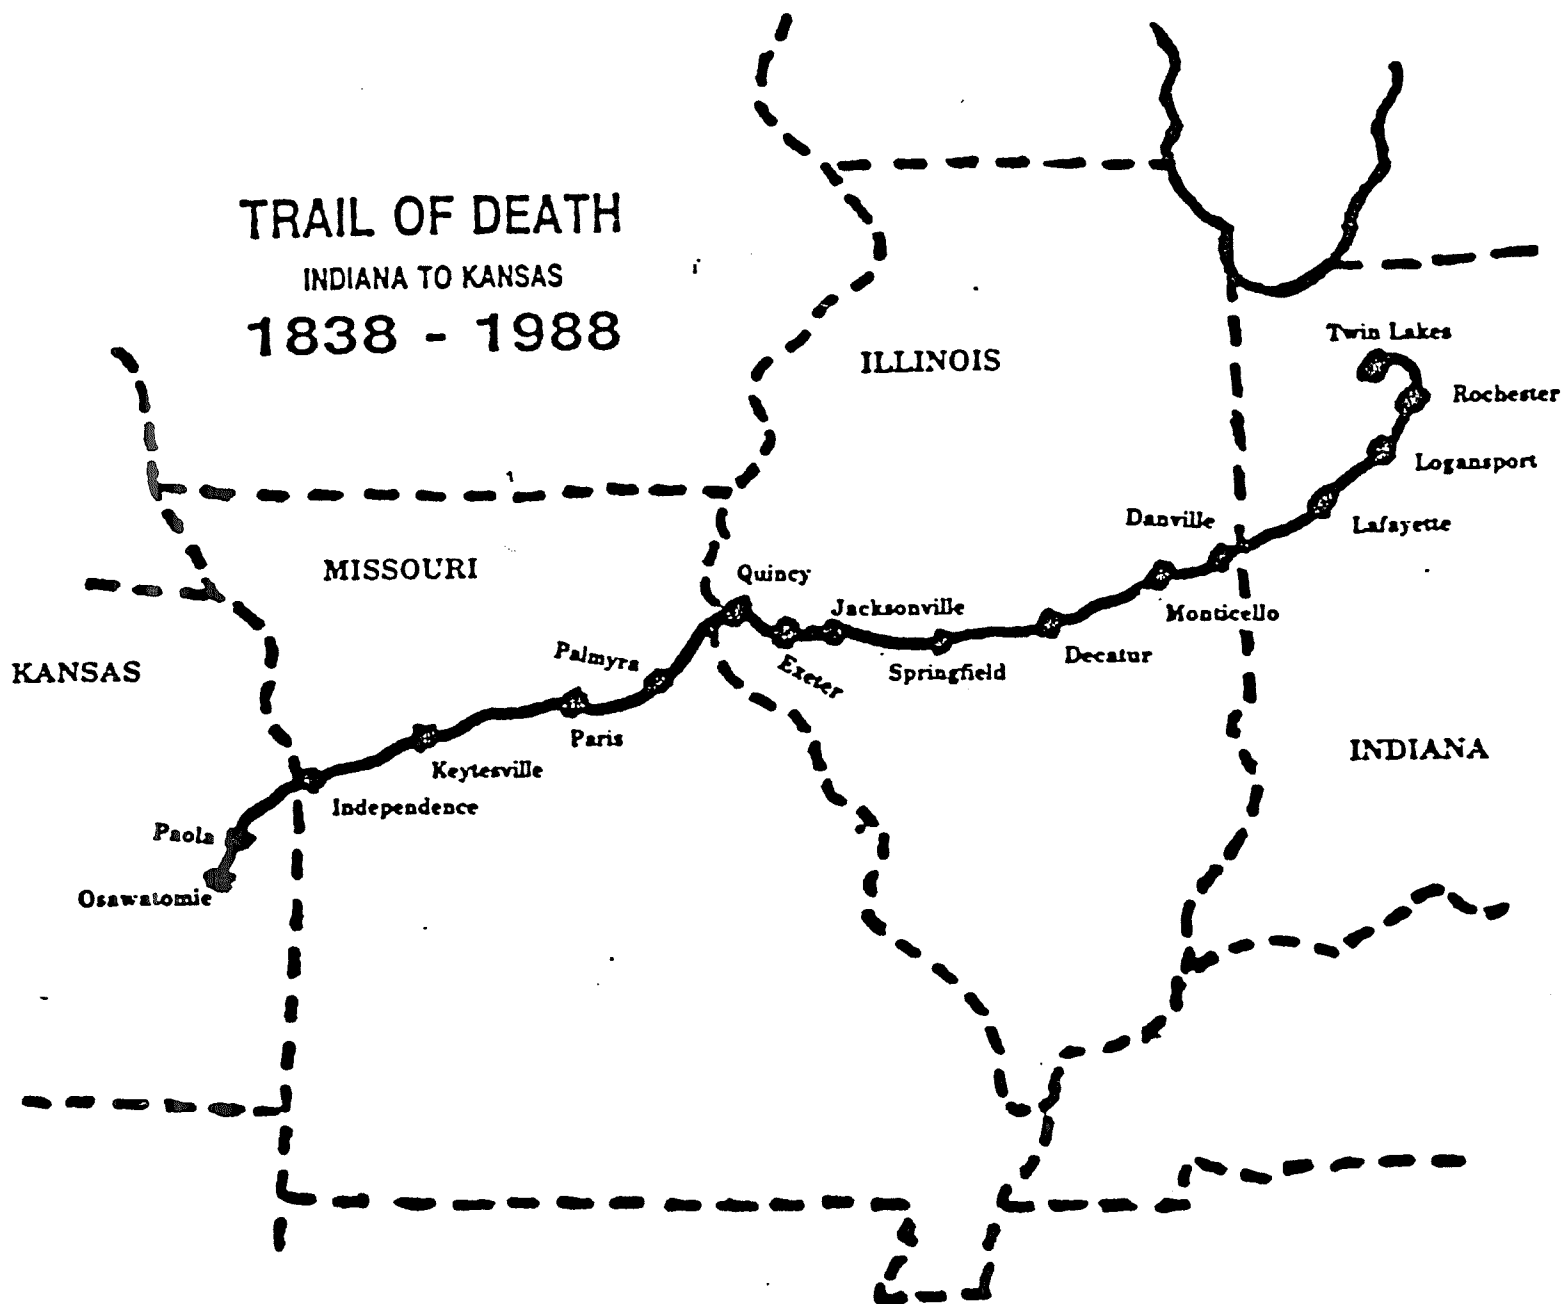 TRAIL OF DEATH
INDIANA TO KANSAS
1838 - 1988
ILLINOIS
Twin Lakes
Rochester
Logansport
Lafayette
Danville
Monticello
Decatur
Springfield
Jacksonville
Exeter
Quincy
MISSOURI
Palmyra
Paris
Keytesville
Independence
KANSAS
Paola
Osawatomie
INDIANA